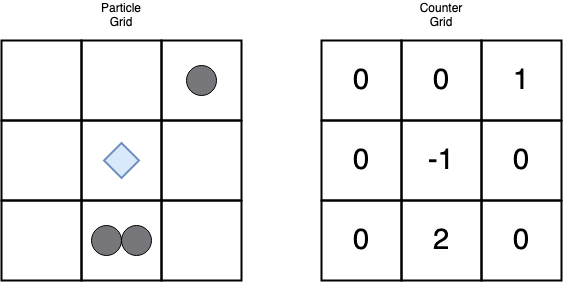 Particle
Grid
Counter
Grid
0 0 1
0 -1 0
0 2 0